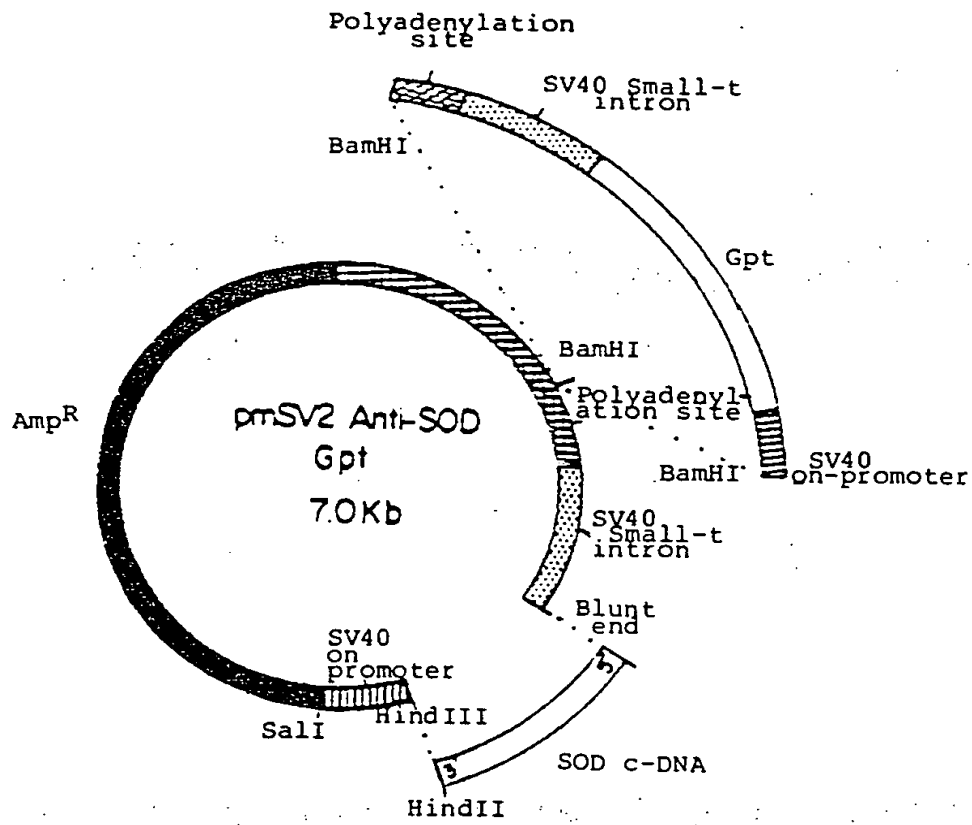 Polyadenylation
site
SV40 Small-t
intron
BamHI
Gpt
BamHI
Polyadenyl-
ation site
AmpR
pmSV2 Anti-SOD
Gpt
7.0Kb
BamHI
SV40
on-promoter
SV40
Small-t
intron
Blunt
end
SV40
on
promoter
5'
HindIII
SalI
3'
SOD c-DNA
HindII